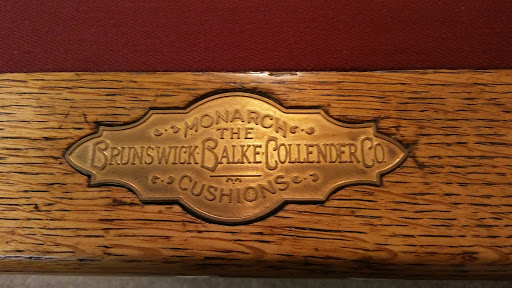 MONARCH
THE
BRUNSWICK BALKE-COLLENDER CO.
CUSHIONS